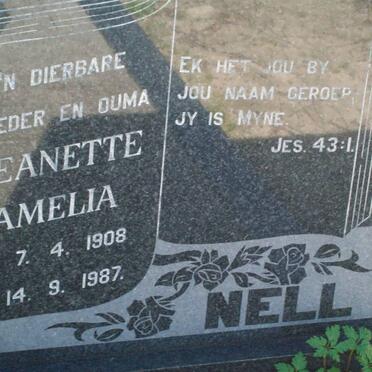 'N DIERBARE
EDER EN OUMA
EANETTE
AMELIA
7. 4. 1908
14. 9. 1987.
EK HET JOU BY
JOU NAAM GEROEP,
JY IS MYNE.
JES. 43:1.
NELL